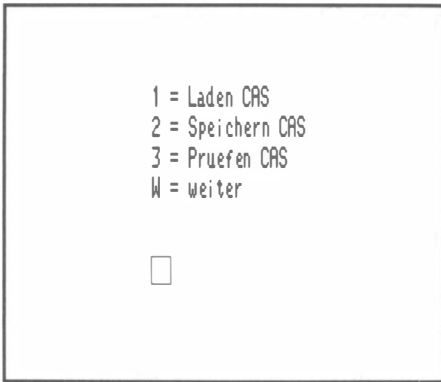 1 = Laden CAS
2 = Speichern CAS
3 = Pruefen CAS
W = weiter